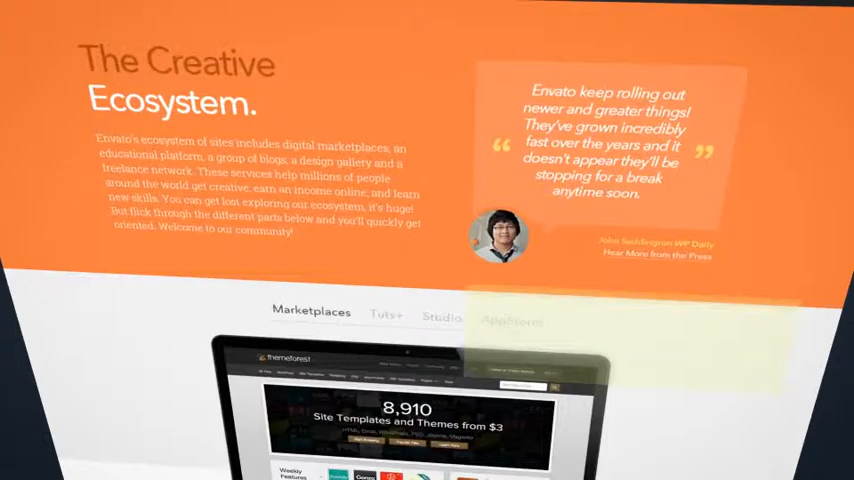 The Creative
Ecosystem.
Envato's ecosystem of sites includes digital marketplaces, an
educational platform, a group of blogs, a design gallery and a
freelance network. These services help millions of people
around the world get creative, earn an income online, and learn
new skills. You can get lost exploring our ecosystem, it's huge!
But flick through the different parts below and you'll quickly get
oriented. Welcome to our community!
“ Envato keep rolling out
newer and greater things!
They've grown incredibly
fast over the years and it
doesn't appear they'll be
stopping for a break
anytime soon. ”
John Saddington WP Daily
Hear More from the Press
Marketplaces Tuts+ Studio AppStorm
themeforest
8,910
Site Templates and Themes from $3
Weekly
Features
Gonzo